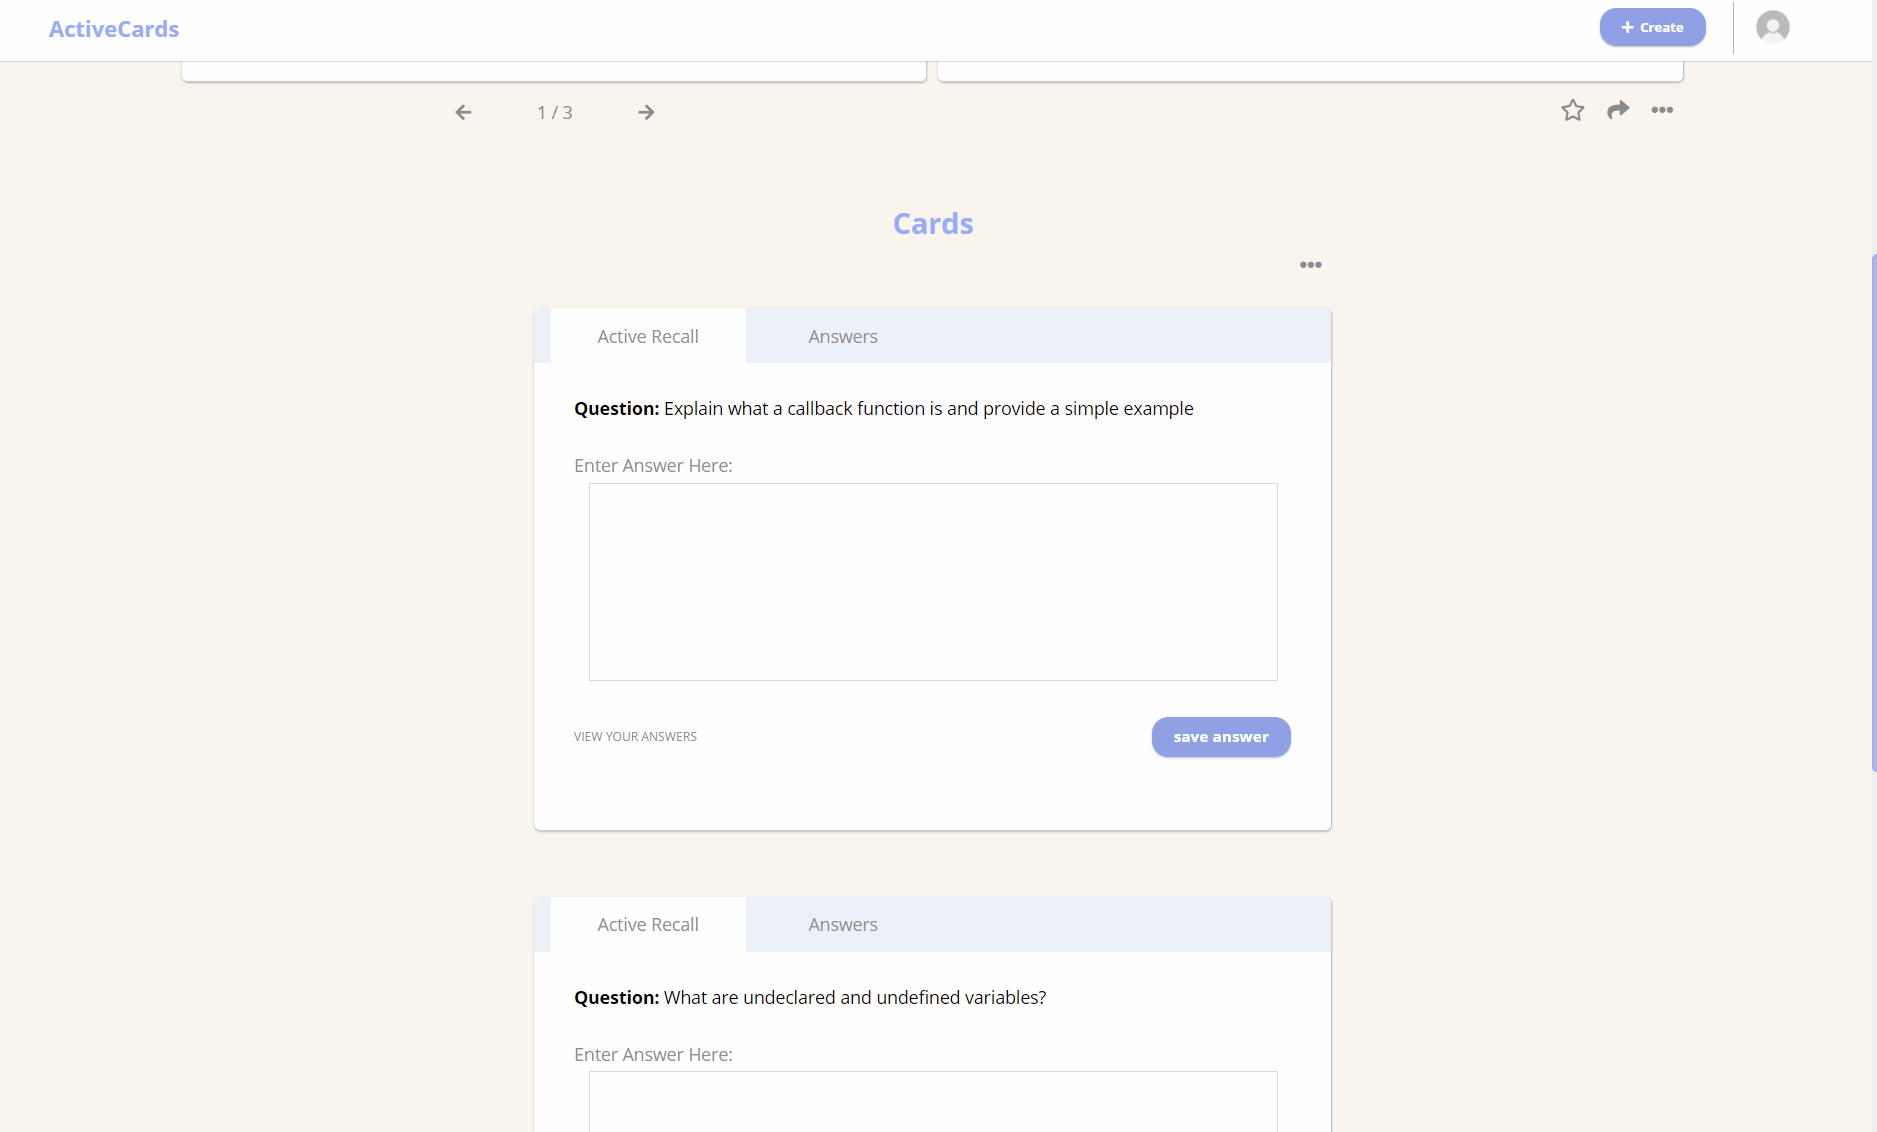 ActiveCards
+ Create
1 / 3
Cards
Active Recall
Answers
Question: Explain what a callback function is and provide a simple example
Enter Answer Here:
VIEW YOUR ANSWERS
save answer
Active Recall
Answers
Question: What are undeclared and undefined variables?
Enter Answer Here: